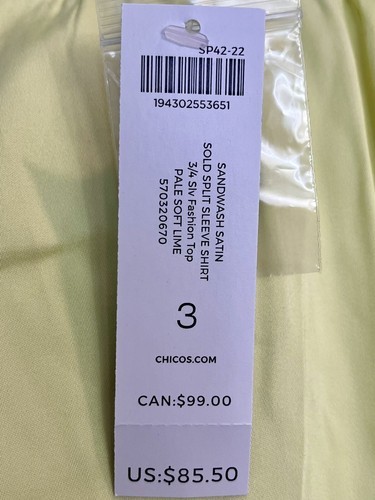 SP42-22
194302553651
SANDWASH SATIN
SOLD SPLIT SLEEVE SHIRT
3/4 Slv Fashion Top
PALE SOFT LIME
570320670
3
CHICOS.COM
CAN:$99.00
US:$85.50